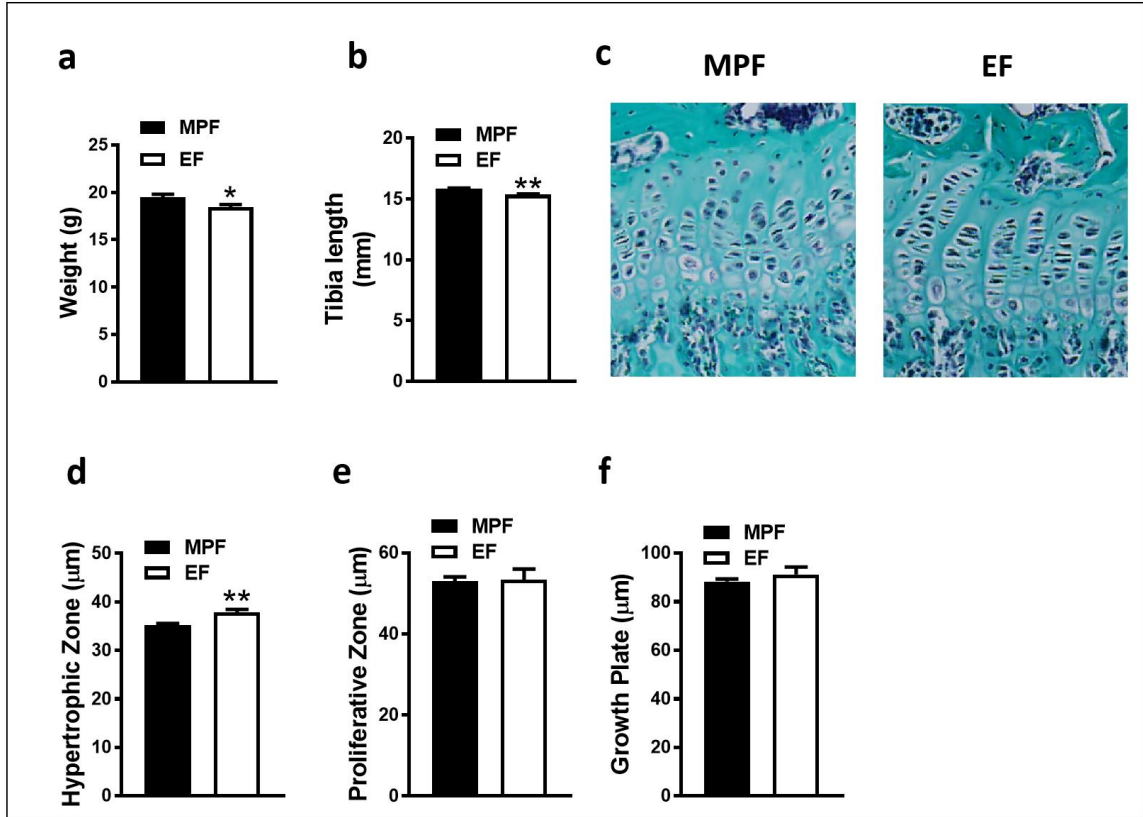 a
MPF
EF
Weight (g)
25
20
15
10
5
0
*
b
MPF
EF
Tibia length
(mm)
20
15
10
5
0
**
c
MPF
EF
d
MPF
EF
Hypertrophic Zone (μm)
50
40
30
20
10
0
**
e
MPF
EF
Proliferative Zone (μm)
60
40
20
0
f
MPF
EF
Growth Plate (μm)
100
80
60
40
20
0